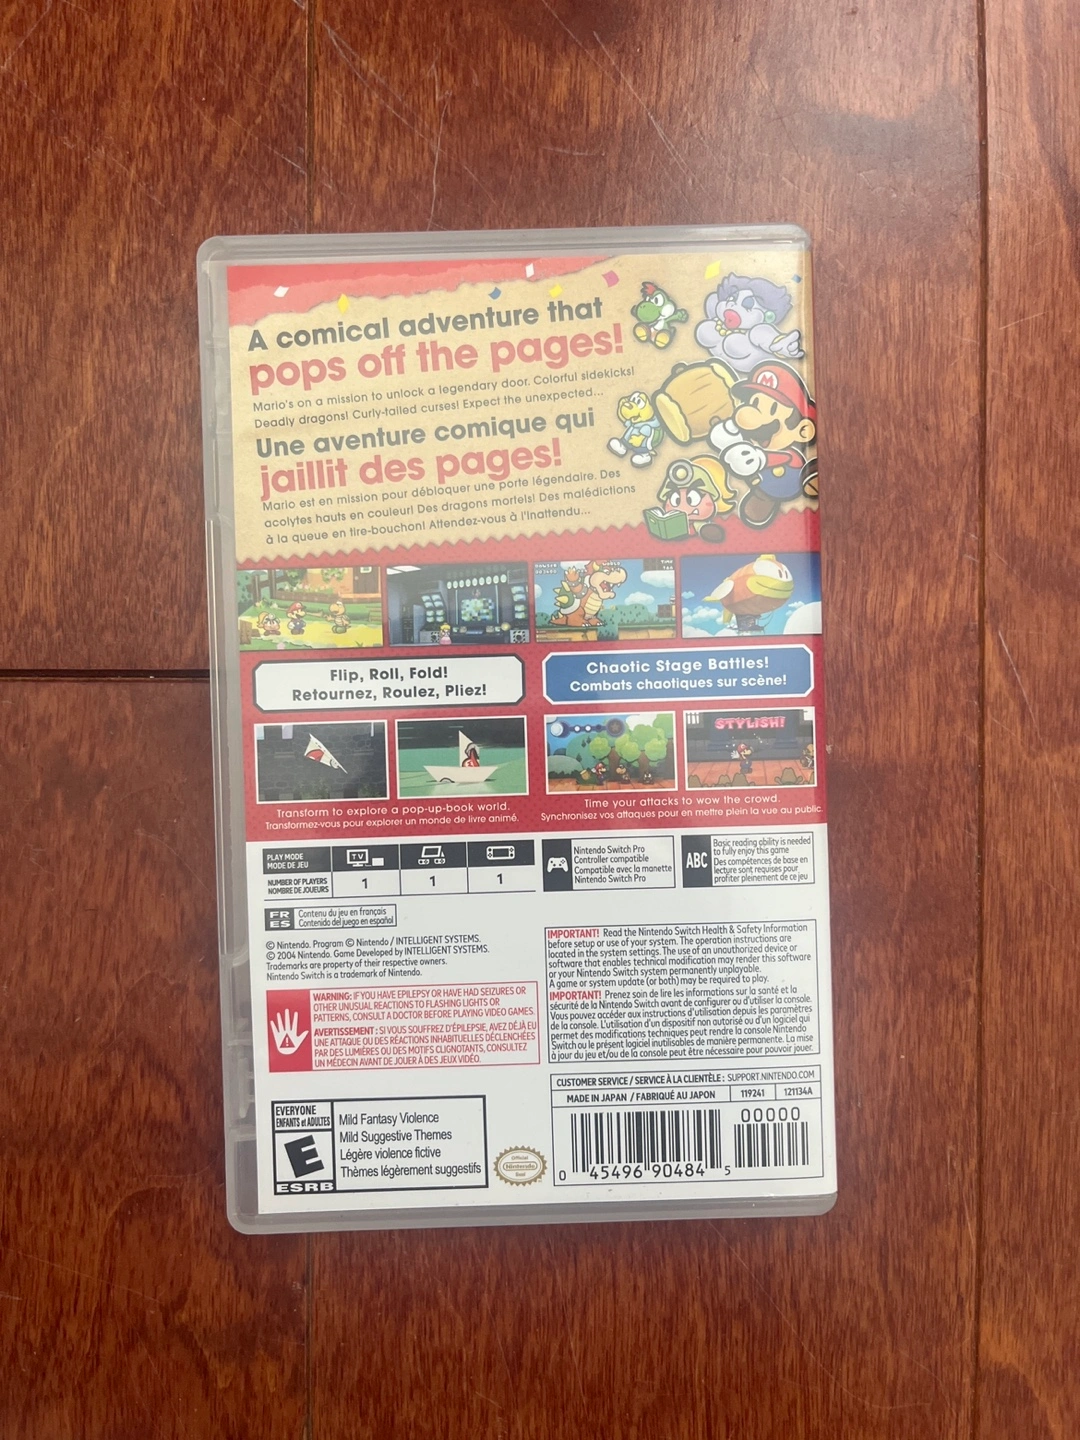 A comical adventure that
pops off the pages!
Mario's on a mission to unlock a legendary door. Colorful sidekicks!
Deadly dragons! Curly-tailed curses! Expect the unexpected...
Une aventure comique qui
jaillit des pages!
Mario est en mission pour débloquer une porte légendaire. Des
acolytes hauts en couleur! Des dragons mortels! Des malédictions
à la queue en tire-bouchon! Attendez-vous à l'inattendu...
Flip, Roll, Fold!
Retournez, Roulez, Pliez!
Chaotic Stage Battles!
Combats chaotiques sur scène!
STYLISH!
Transform to explore a pop-up-book world.
Transformez-vous pour explorer un monde de livre animé.
Time your attacks to wow the crowd.
Synchronisez vos attaques pour en mettre plein la vue au public.
PLAY MODE
MODE DE JEU
TV
NUMBER OF PLAYERS
NOMBRE DE JOUEURS
1
1
1
Nintendo Switch Pro
Controller compatible
Compatible avec la manette
Nintendo Switch Pro
ABC
Basic reading ability is needed
to fully enjoy this game
Des compétences de base en
lecture sont requises pour
profiter pleinement de ce jeu
FR
ES
Contenu du jeu en français
Contenido del juego en español
© Nintendo. Program © Nintendo / INTELLIGENT SYSTEMS.
© 2004 Nintendo. Game Developed by INTELLIGENT SYSTEMS.
Trademarks are property of their respective owners.
Nintendo Switch is a trademark of Nintendo.
WARNING: IF YOU HAVE EPILEPSY OR HAVE HAD SEIZURES OR
OTHER UNUSUAL REACTIONS TO FLASHING LIGHTS OR
PATTERNS, CONSULT A DOCTOR BEFORE PLAYING VIDEO GAMES.
AVERTISSEMENT : SI VOUS SOUFFREZ D'ÉPILEPSIE, AVEZ DÉJÀ EU
UNE ATTAQUE OU DES RÉACTIONS INHABITUELLES DÉCLENCHÉES
PAR DES LUMIÈRES OU DES MOTIFS CLIGNOTANTS, CONSULTEZ
UN MÉDECIN AVANT DE JOUER À DES JEUX VIDÉO.
IMPORTANT! Read the Nintendo Switch Health & Safety Information
before setup or use of your system. The operation instructions are
located in the system settings. The use of an unauthorized device or
software that enables technical modification may render this software
or your Nintendo Switch system permanently unplayable.
A game or system update (or both) may be required to play.
IMPORTANT! Prenez soin de lire les informations sur la santé et la
sécurité de la Nintendo Switch avant de configurer ou d'utiliser la console.
Vous pouvez accéder aux instructions d'utilisation depuis les paramètres
de la console. L'utilisation d'un dispositif non autorisé ou d'un logiciel qui
permet des modifications techniques peut rendre la console Nintendo
Switch ou le présent logiciel inutilisables de manière permanente. La mise
à jour du jeu et/ou de la console peut être nécessaire pour pouvoir jouer.
CUSTOMER SERVICE / SERVICE À LA CLIENTÈLE : SUPPORT.NINTENDO.COM
MADE IN JAPAN / FABRIQUÉ AU JAPON
119241
121134A
EVERYONE
ENFANTS et ADULTES
E
ESRB
Mild Fantasy Violence
Mild Suggestive Themes
Légère violence fictive
Thèmes légèrement suggestifs
Official
Nintendo
Seal
00000
0 45496 90484 5